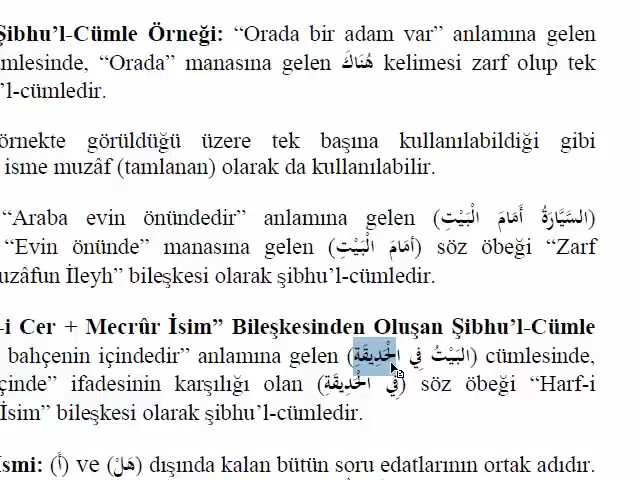 Şibhu’l-Cümle Örneği: “Orada bir adam var” anlamına gelen
mlesinde, “Orada” manasına gelen هُنَاكَ kelimesi zarf olup tek
’l-cümledir.
örnekte görüldüğü üzere tek başına kullanılabildiği gibi
isme muzâf (tamlanan) olarak da kullanılabilir.
“Araba evin önündedir” anlamına gelen (السَّيَّارَةُ أَمَامَ الْبَيْتِ)
“Evin önünde” manasına gelen (أَمَامَ الْبَيْتِ) söz öbeği “Zarf
uzâfun İleyh” bileşkesi olarak şibhu’l-cümledir.
-i Cer + Mecrûr İsim” Bileşkesinden Oluşan Şibhu’l-Cümle
bahçenin içindedir” anlamına gelen (البَيْتُ فِي الْحَدِيقَةِ) cümlesinde,
çinde” ifadesinin karşılığı olan (فِي الْحَدِيقَةِ) söz öbeği “Harf-i
İsim” bileşkesi olarak şibhu’l-cümledir.
smi: (أَ) ve (هَلْ) dışında kalan bütün soru edatlarının ortak adıdır.